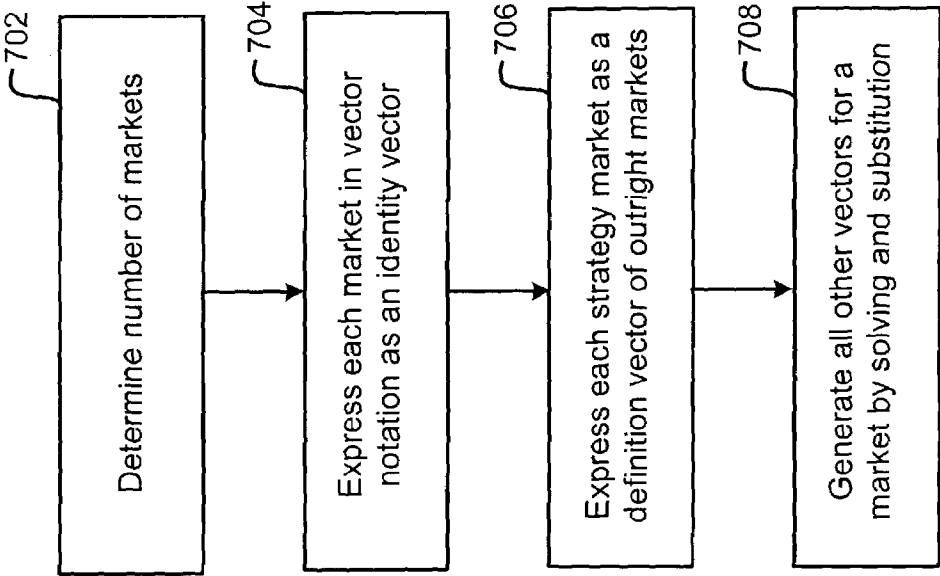 702
Determine number of markets
704
Express each market in vector
notation as an identity vector
706
Express each strategy market as a
definition vector of outright markets
708
Generate all other vectors for a
market by solving and substitution